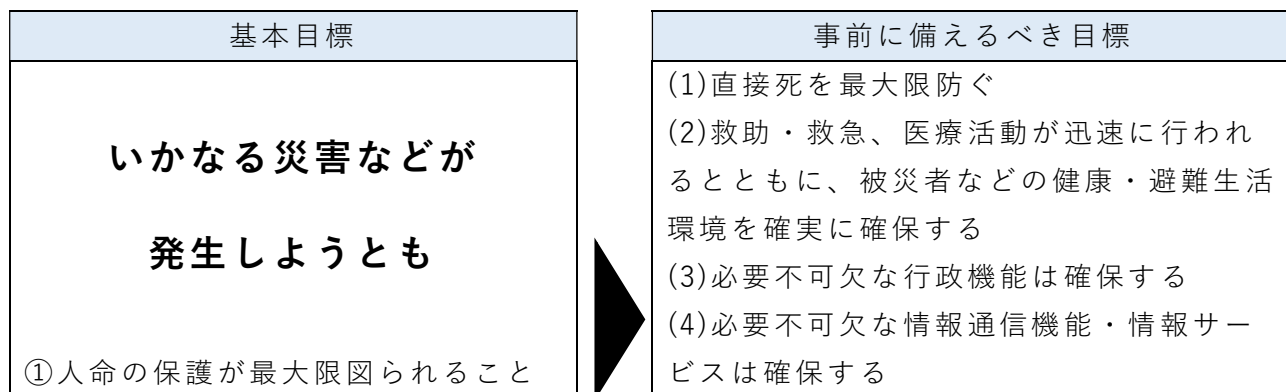 基本目標
いかなる災害などが
発生しようとも
①人命の保護が最大限図られること
事前に備えるべき目標
(1)直接死を最大限防ぐ
(2)救助・救急、医療活動が迅速に行われ
るとともに、被災者などの健康・避難生活
環境を確実に確保する
(3)必要不可欠な行政機能は確保する
(4)必要不可欠な情報通信機能・情報サー
ビスは確保する